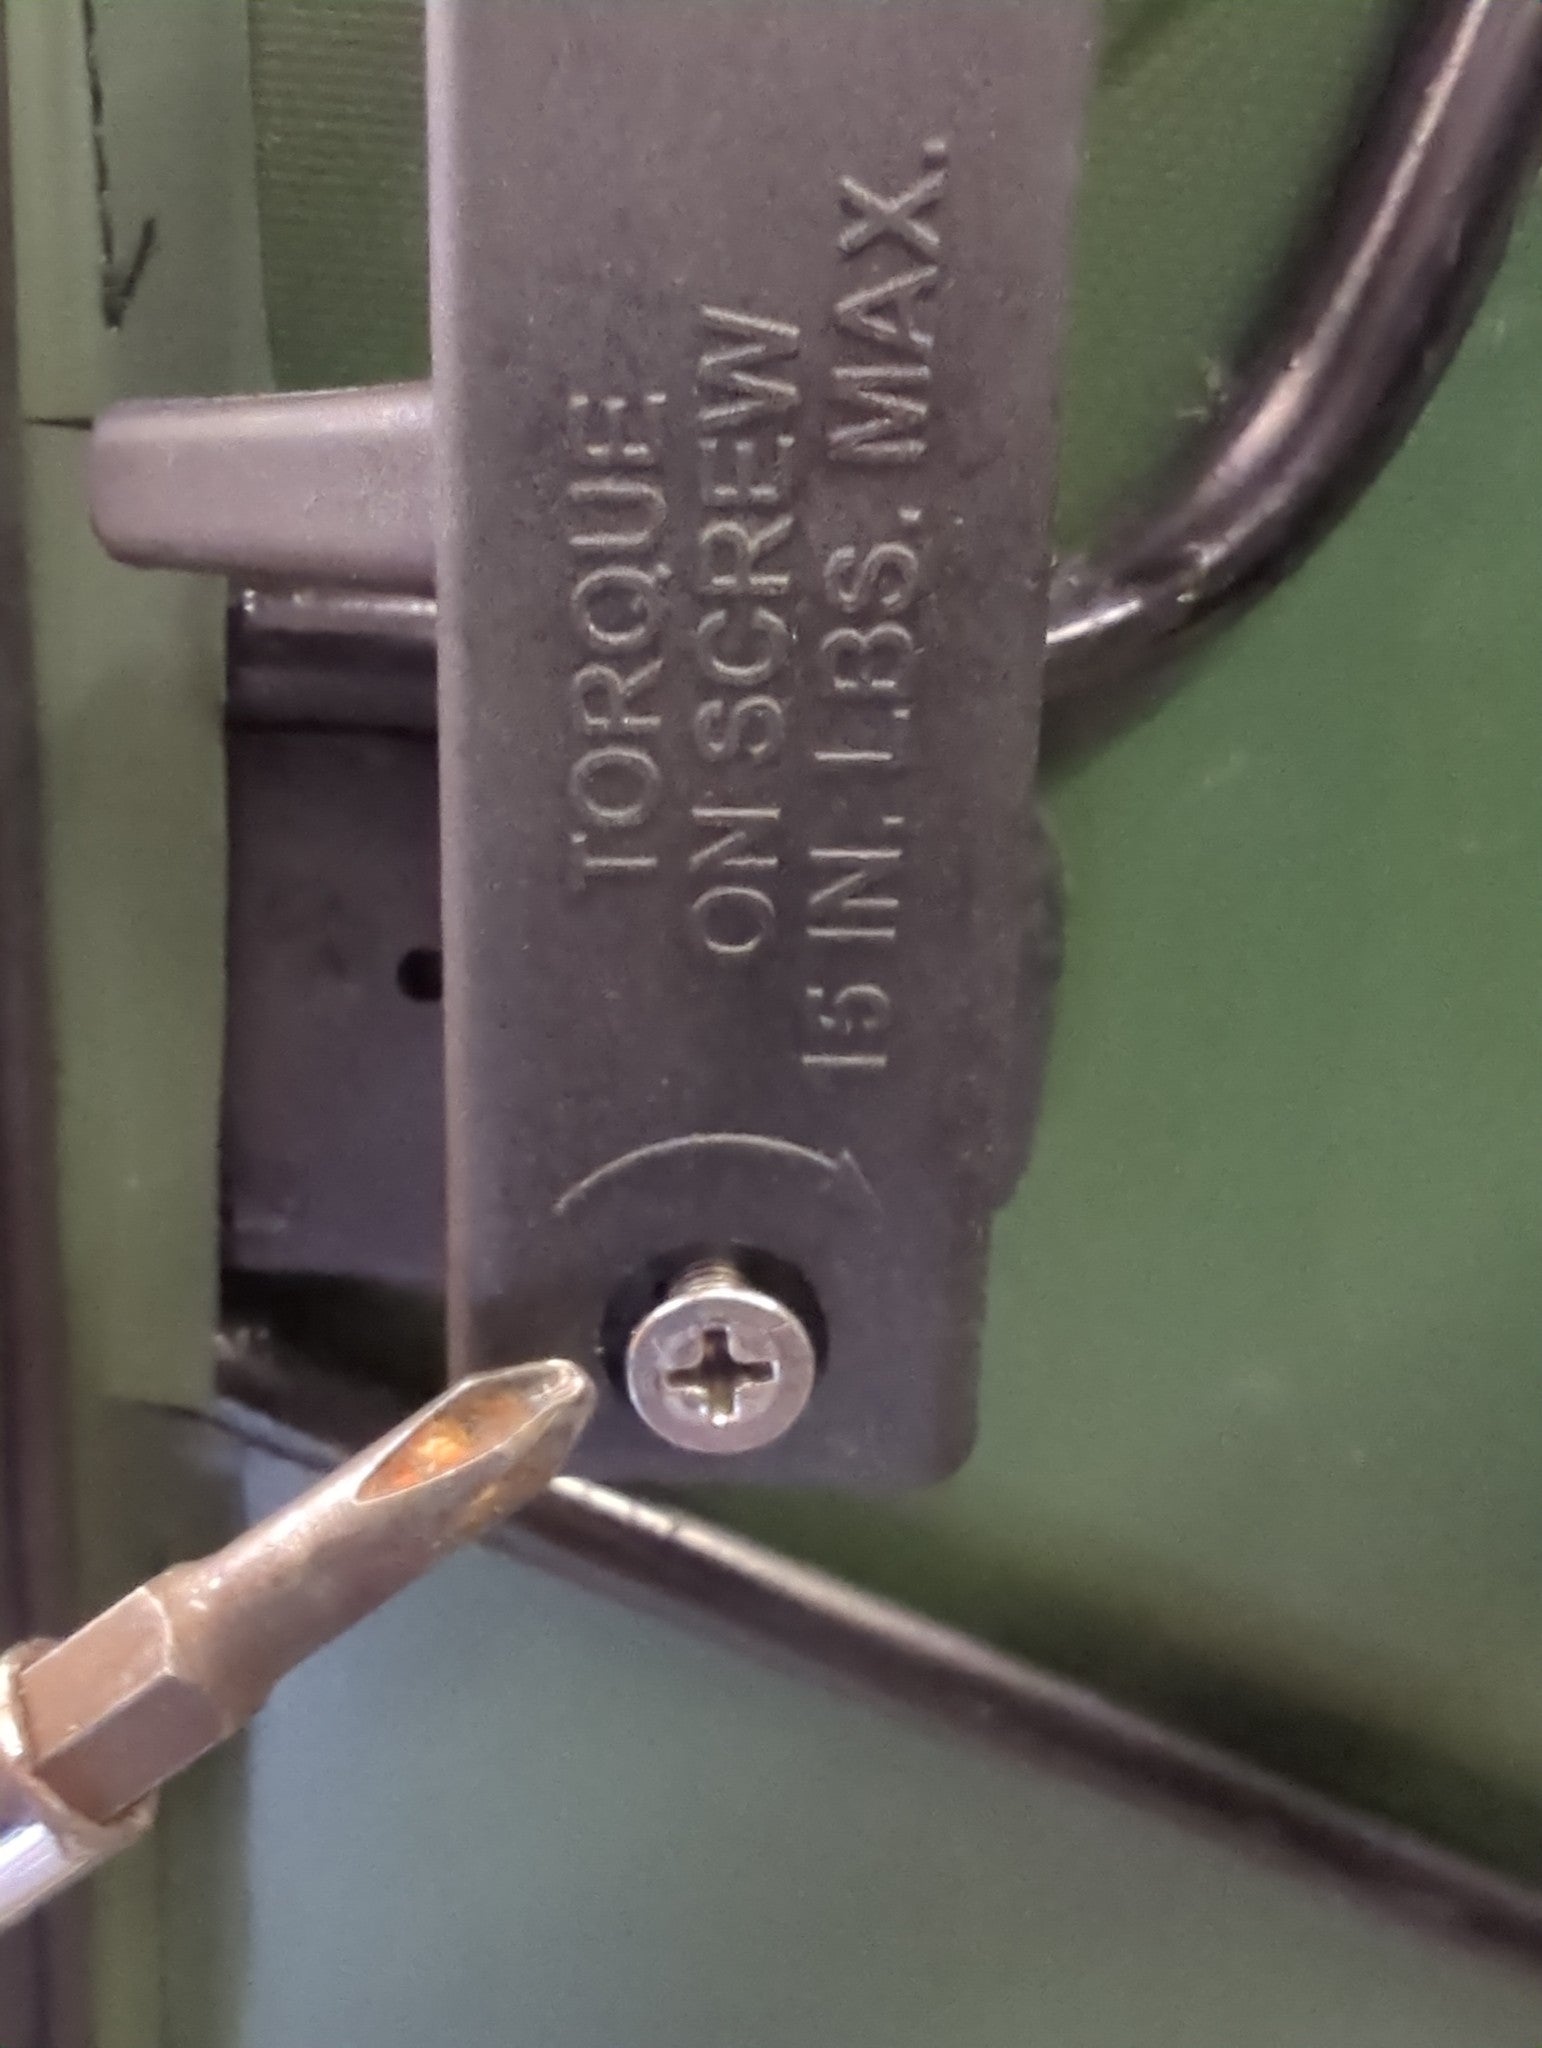 TORQUE
ON SCREW
15 IN. LBS. MAX.